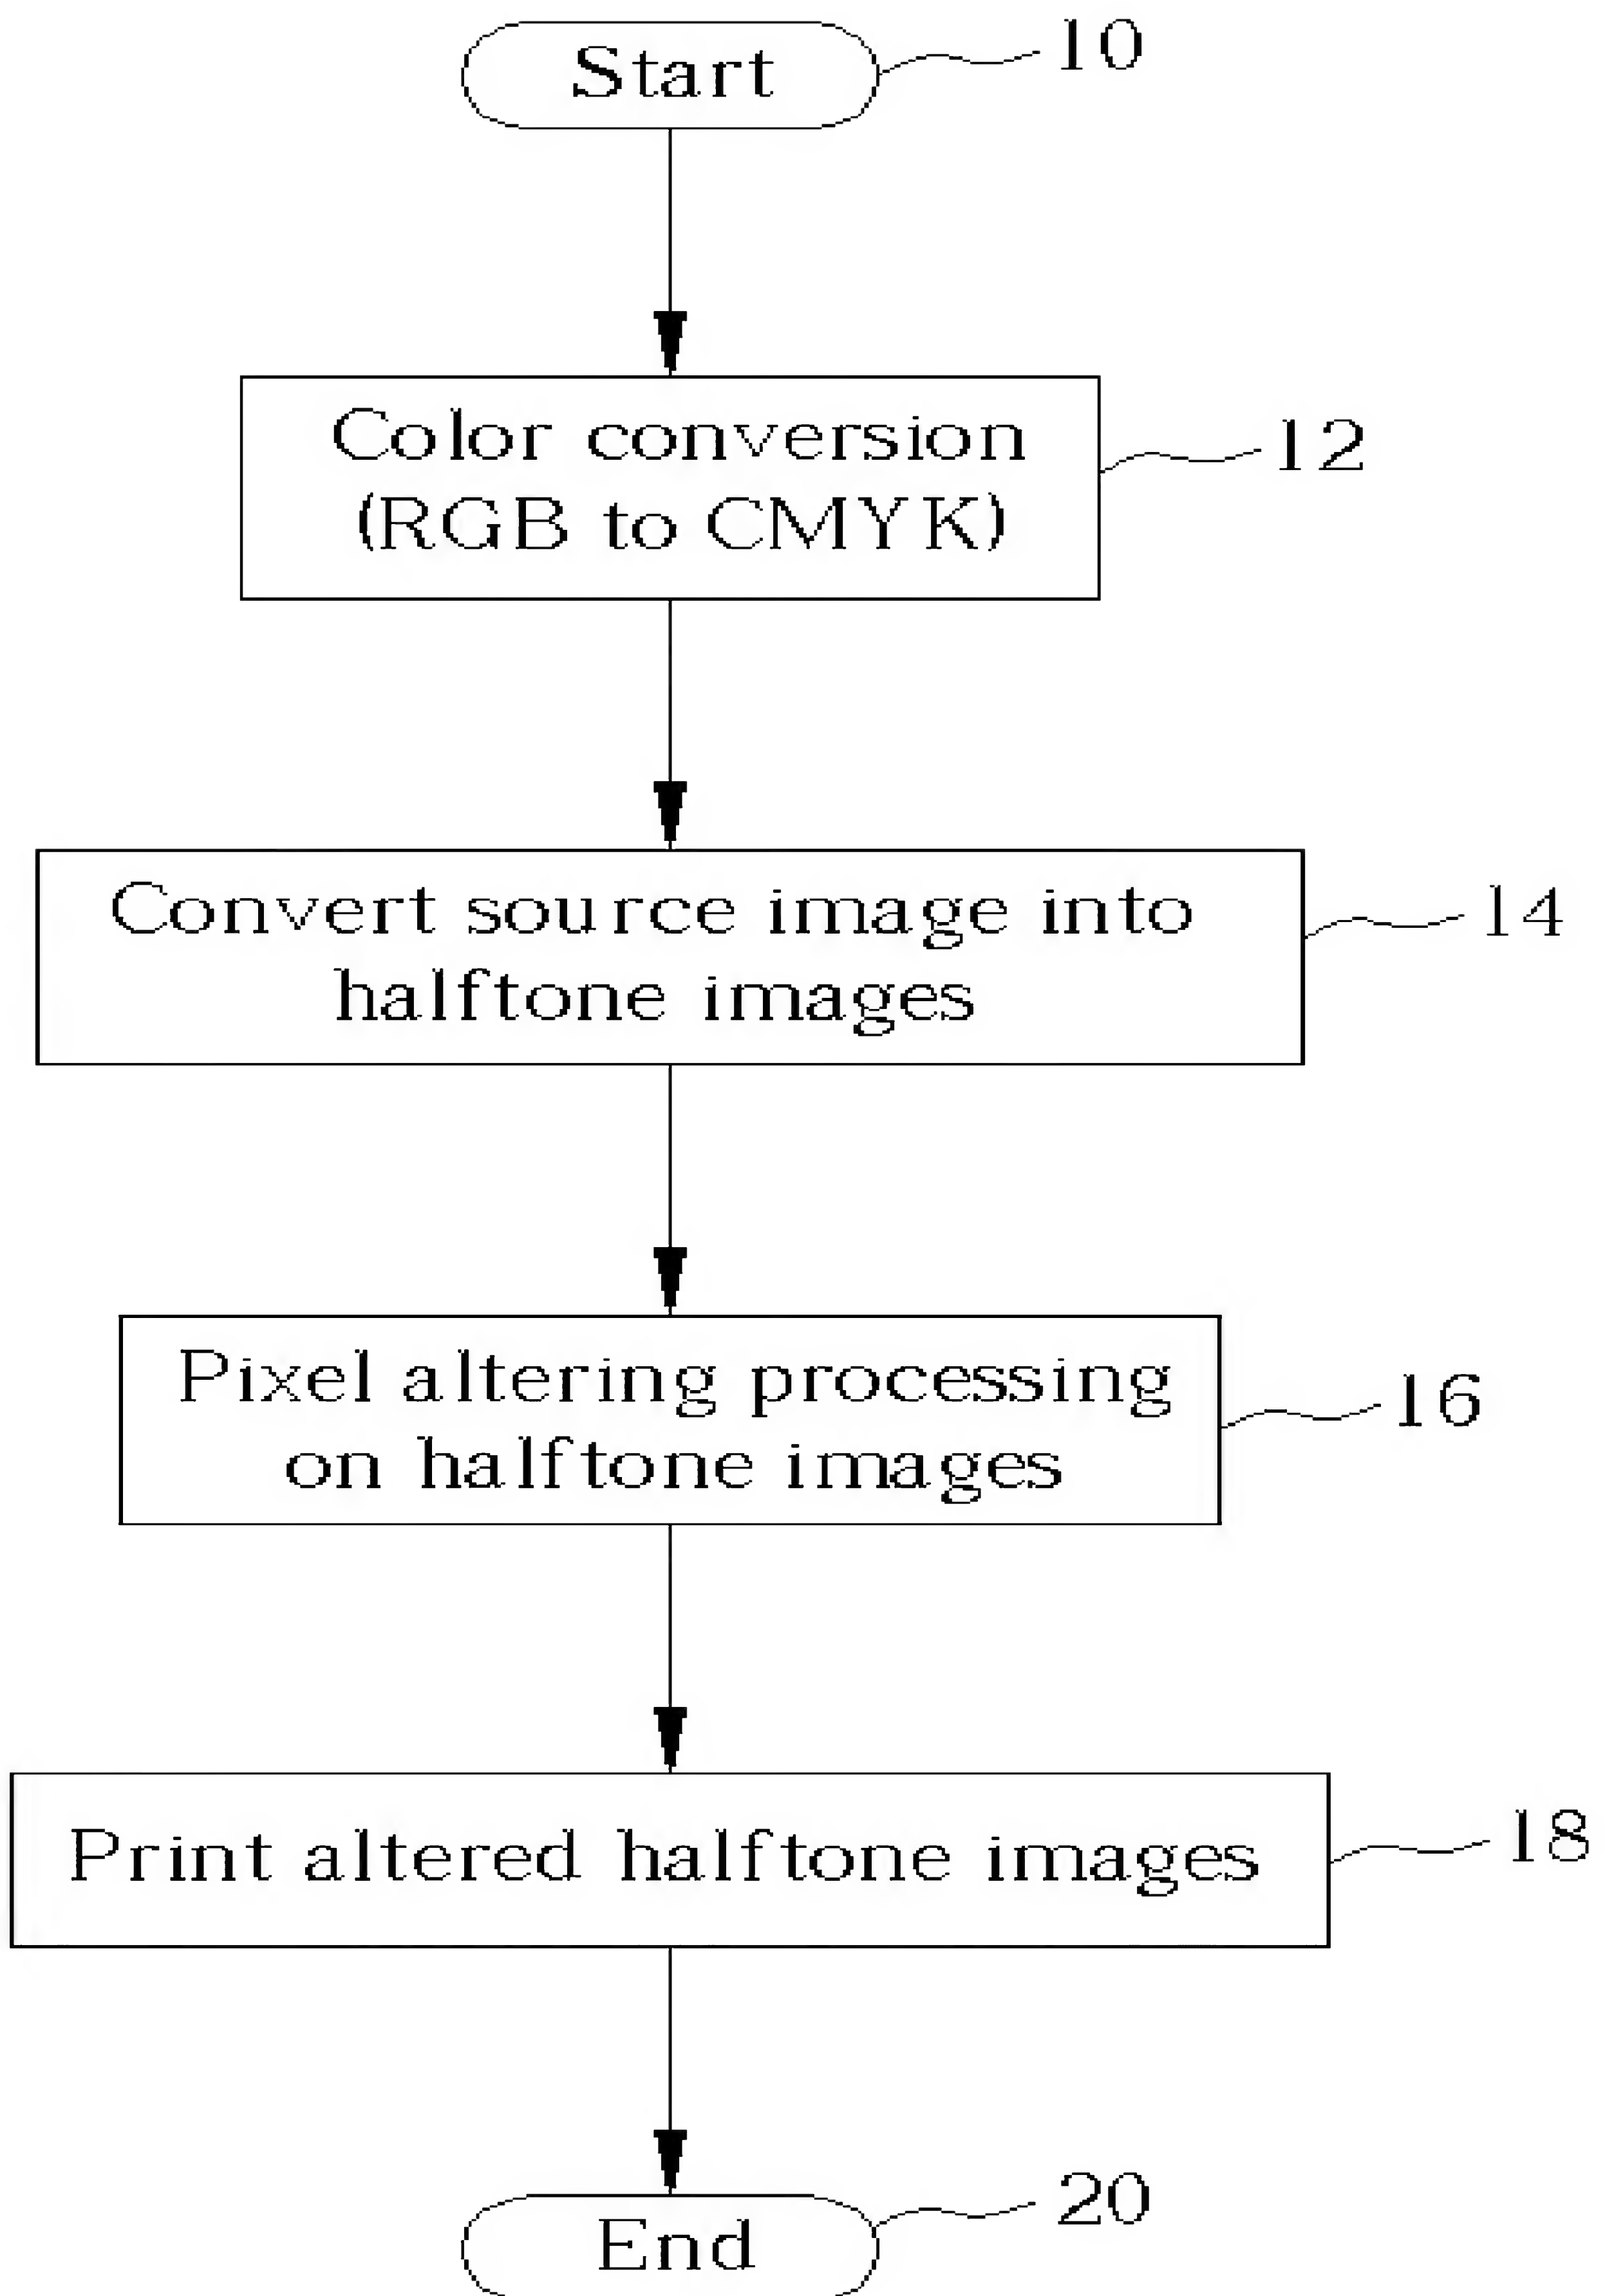 Start
10
Color conversion
(RGB to CMYK)
12
Convert source image into
halftone images
14
Pixel altering processing
on halftone images
16
Print altered halftone images
18
End
20